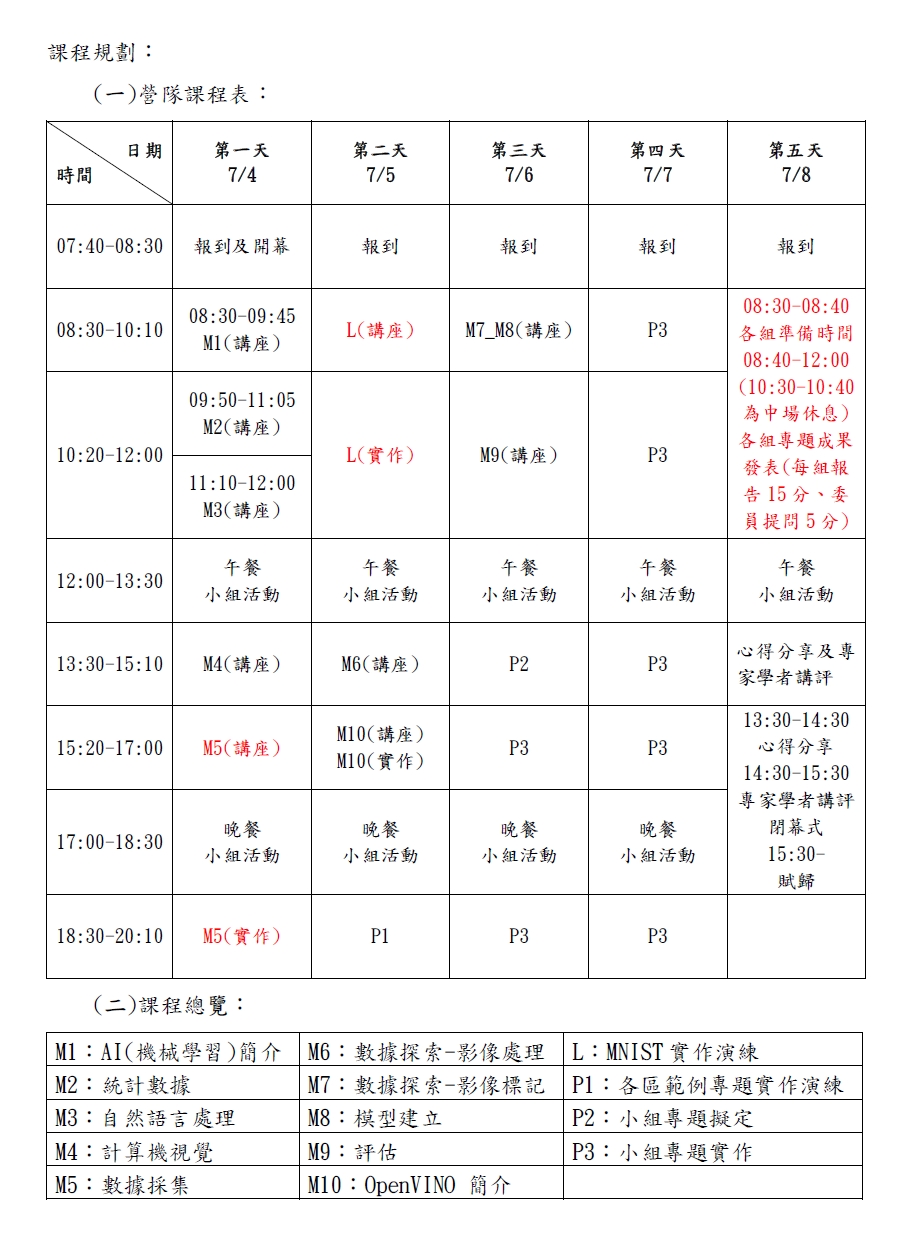 課程規劃：
(一)營隊課程表：
日期
時間
第一天
7/4
第二天
7/5
第三天
7/6
第四天
7/7
第五天
7/8
07:40-08:30
報到及開幕
報到
報到
報到
報到
08:30-10:10
08:30-09:45
M1(講座)
L(講座)
M7_M8(講座)
P3
08:30-08:40
各組準備時間
08:40-12:00
(10:30-10:40
為中場休息)
各組專題成果
發表(每組報
告 15 分、委
員提問 5 分)
10:20-12:00
09:50-11:05
M2(講座)
11:10-12:00
M3(講座)
L(實作)
M9(講座)
P3
12:00-13:30
午餐
小組活動
午餐
小組活動
午餐
小組活動
午餐
小組活動
午餐
小組活動
13:30-15:10
M4(講座)
M6(講座)
P2
P3
心得分享及專
家學者講評
15:20-17:00
M5(講座)
M10(講座)
M10(實作)
P3
P3
13:30-14:30
心得分享
14:30-15:30
專家學者講評
閉幕式
15:30-
賦歸
17:00-18:30
晚餐
小組活動
晚餐
小組活動
晚餐
小組活動
晚餐
小組活動
18:30-20:10
M5(實作)
P1
P3
P3
(二)課程總覽：
M1：AI(機械學習)簡介
M6：數據探索-影像處理
L：MNIST 實作演練
M2：統計數據
M7：數據探索-影像標記
P1：各區範例專題實作演練
M3：自然語言處理
M8：模型建立
P2：小組專題擬定
M4：計算機視覺
M9：評估
P3：小組專題實作
M5：數據採集
M10：OpenVINO 簡介